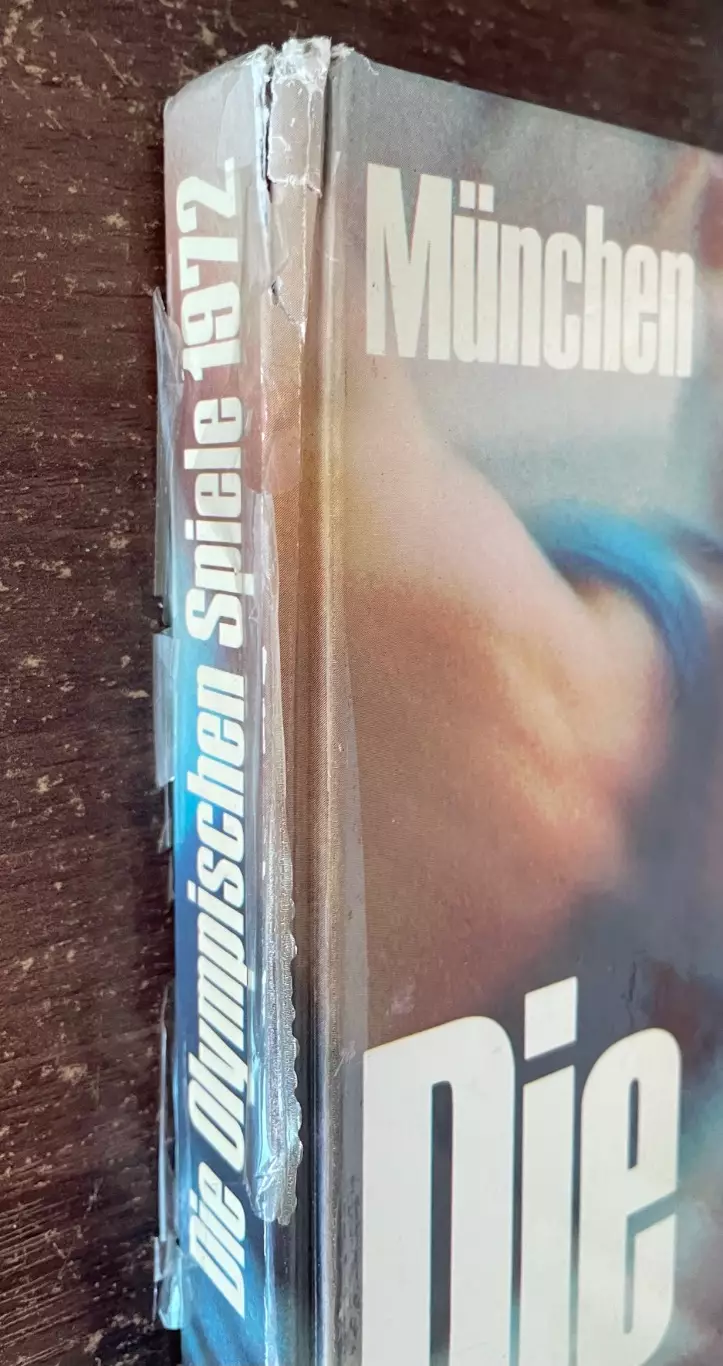 Die Olympischen Spiele 1972
München
Die